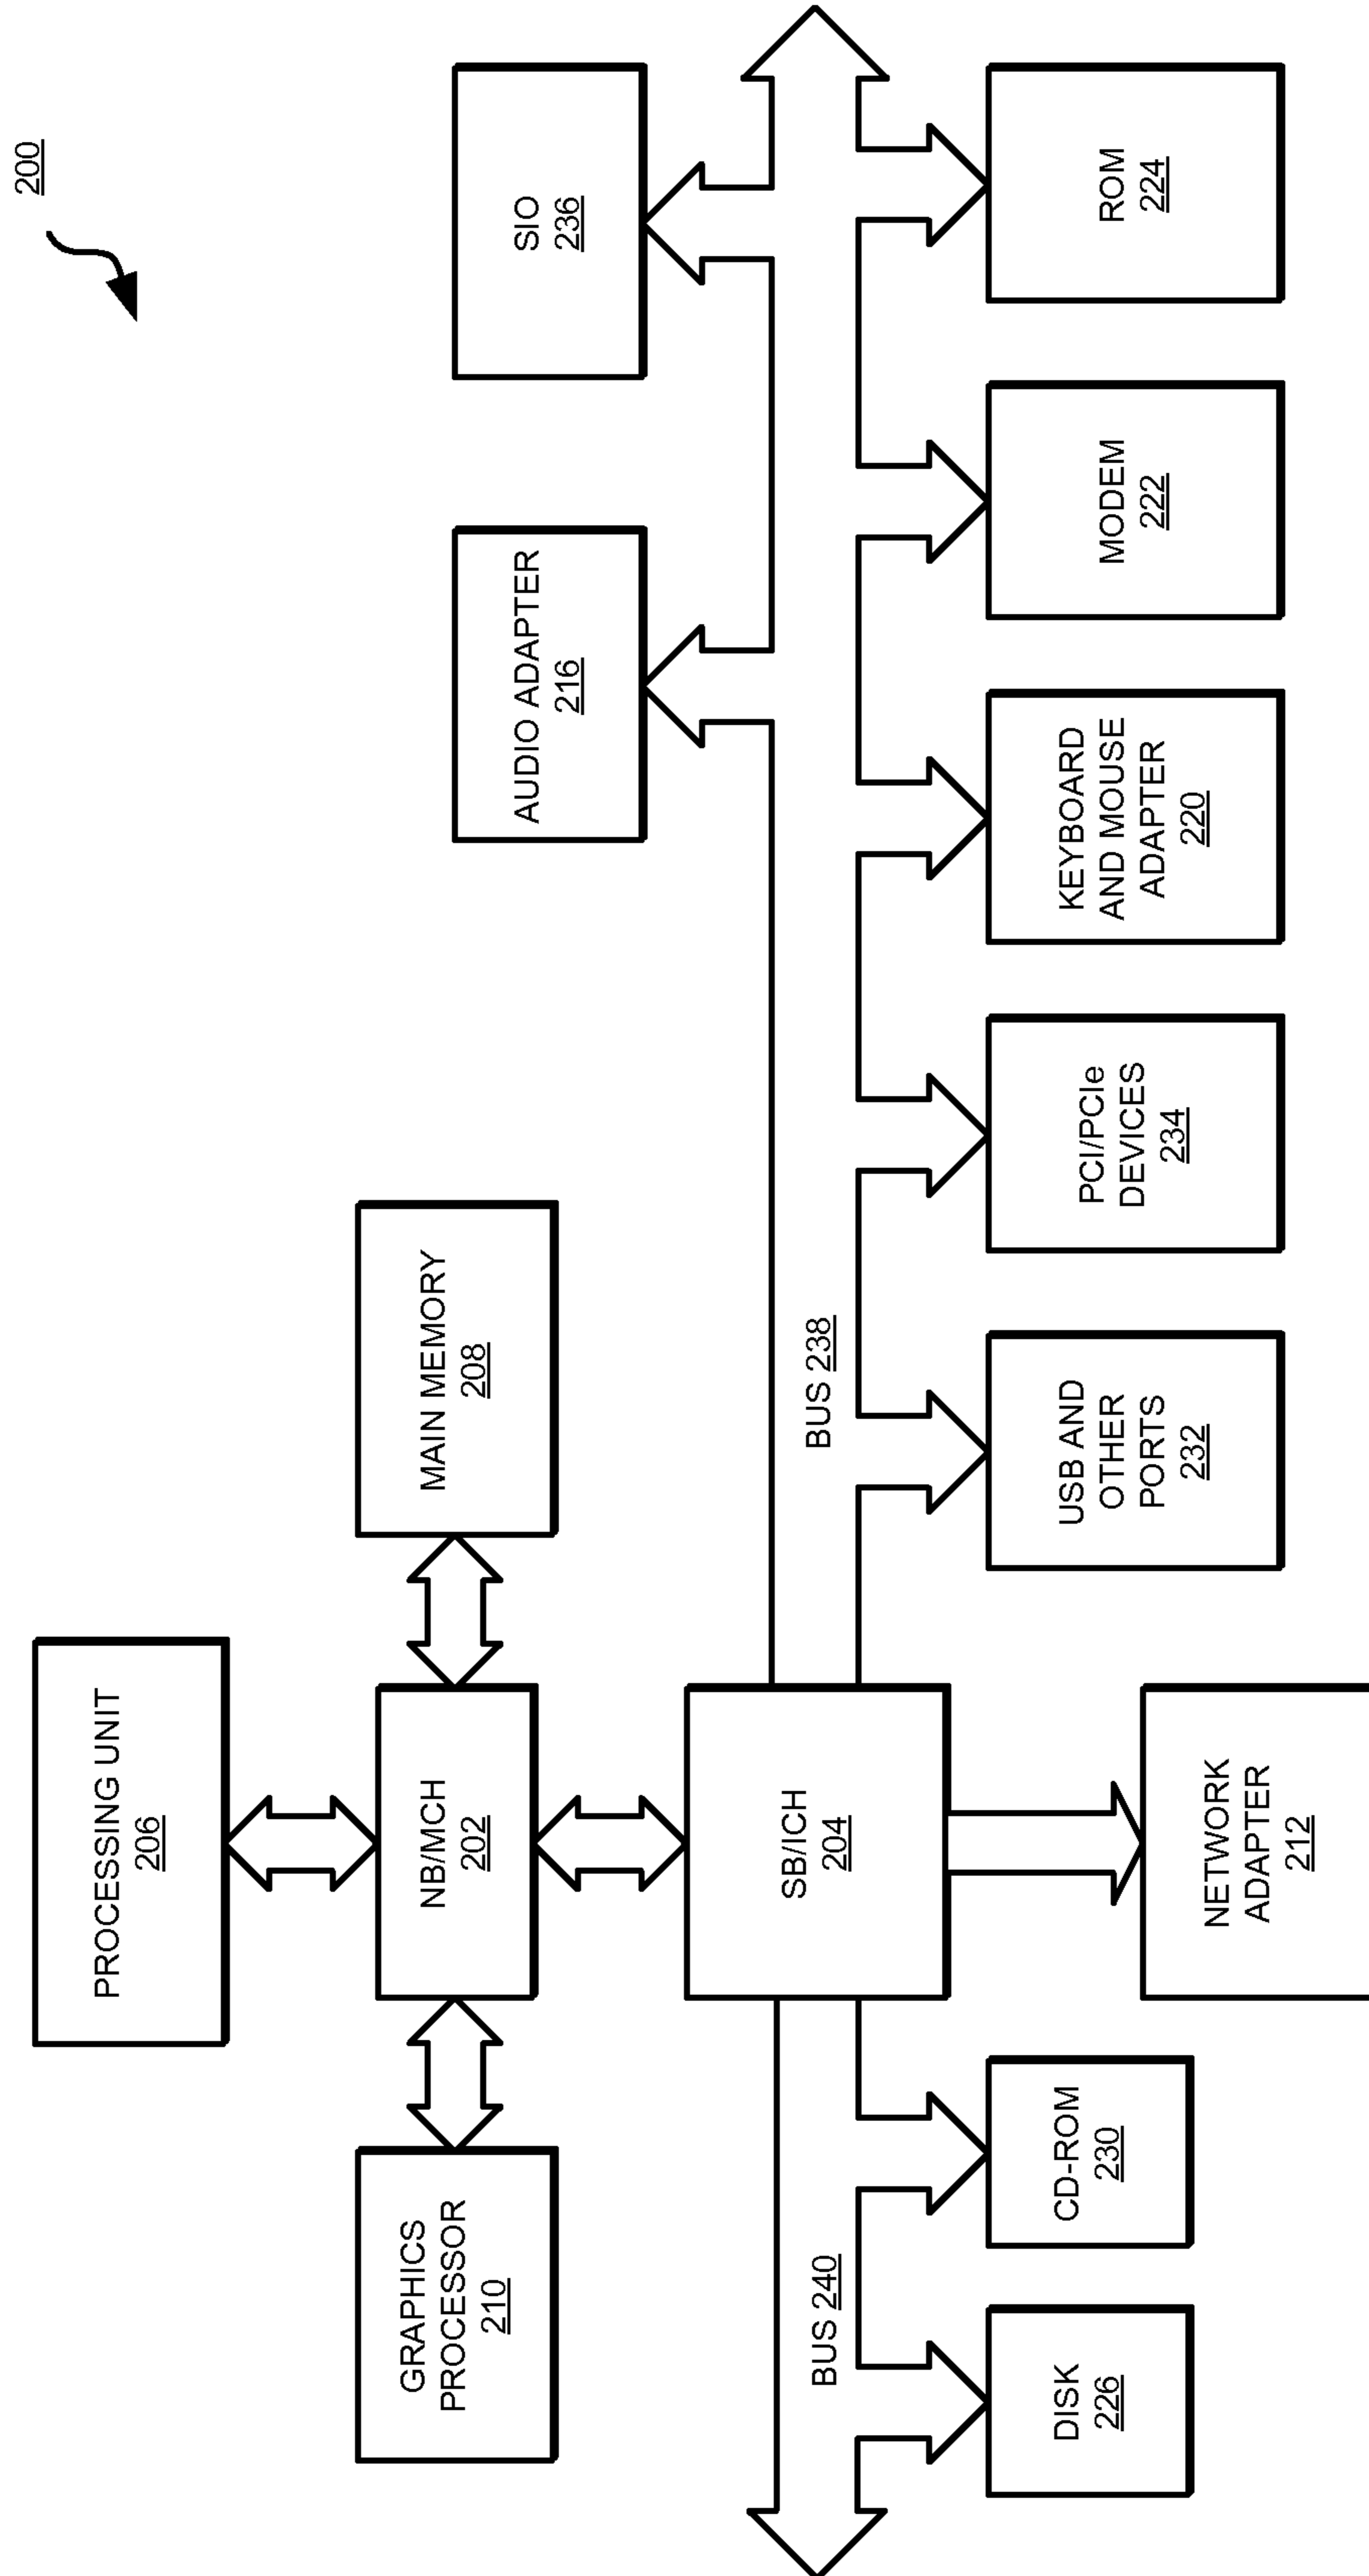 200
PROCESSING UNIT
206
GRAPHICS
PROCESSOR
210
NB/MCH
202
MAIN MEMORY
208
AUDIO ADAPTER
216
SIO
236
SB/ICH
204
BUS 240
BUS 238
DISK
226
CD-ROM
230
USB AND
OTHER
PORTS
232
PCI/PCIe
DEVICES
234
KEYBOARD
AND MOUSE
ADAPTER
220
MODEM
222
ROM
224
NETWORK
ADAPTER
212